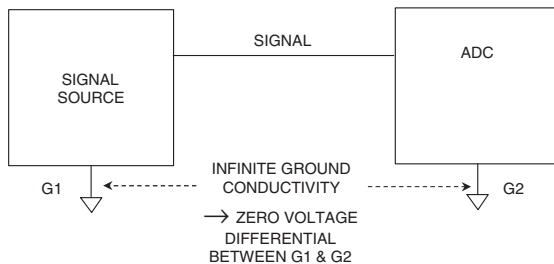 SIGNAL
ADC
SIGNAL
SOURCE
G1
INFINITE GROUND
CONDUCTIVITY
G2
→ ZERO VOLTAGE
DIFFERENTIAL
BETWEEN G1 & G2